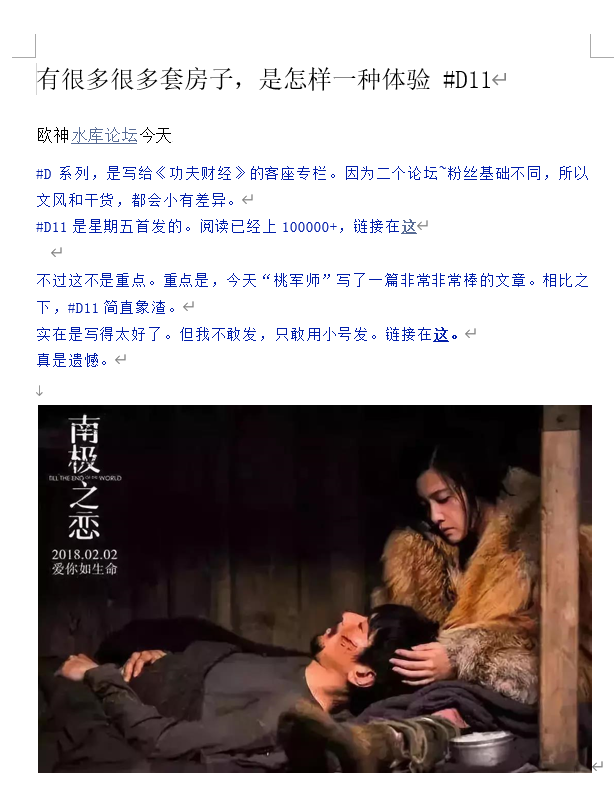 有很多很多套房子，是怎样一种体验 #D11
欧神水库论坛今天
#D 系列，是写给《功夫财经》的客座专栏。因为二个论坛~粉丝基础不同，所以
文风和干货，都会小有差异。
#D11 是星期五首发的。阅读已经上 100000+，链接在这
不过这不是重点。重点是，今天“桃军师”写了一篇非常非常棒的文章。相比之
下，#D11 简直象渣。
实在是写得太好了。但我不敢发，只敢用小号发。链接在这。
真是遗憾。
南极之恋
TILL THE END OF THE WORLD
2018.02.02
爱你如生命